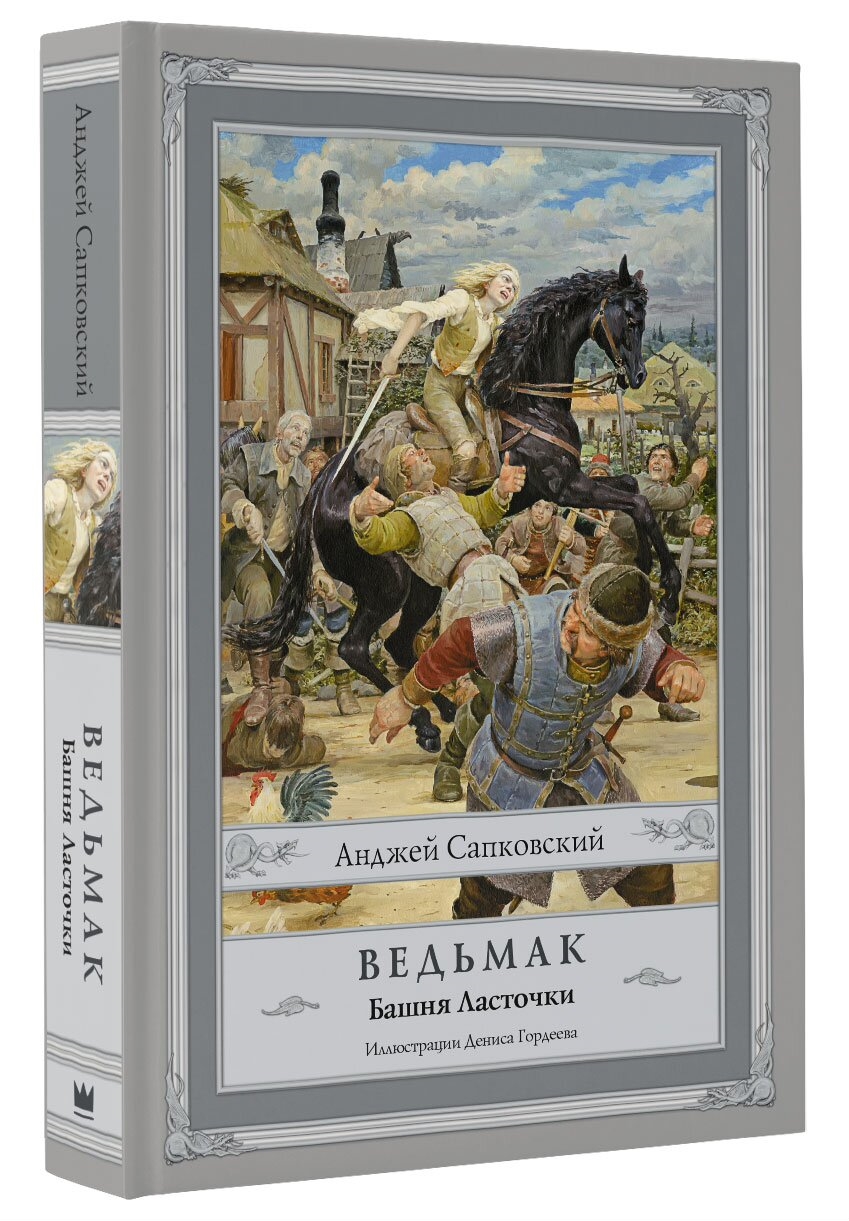 Анджей Сапковский
ВЕДЬМАК
Башня Ласточки
Анджей Сапковский
ВЕДЬМАК
Башня Ласточки
Иллюстрации Дениса Гордеева